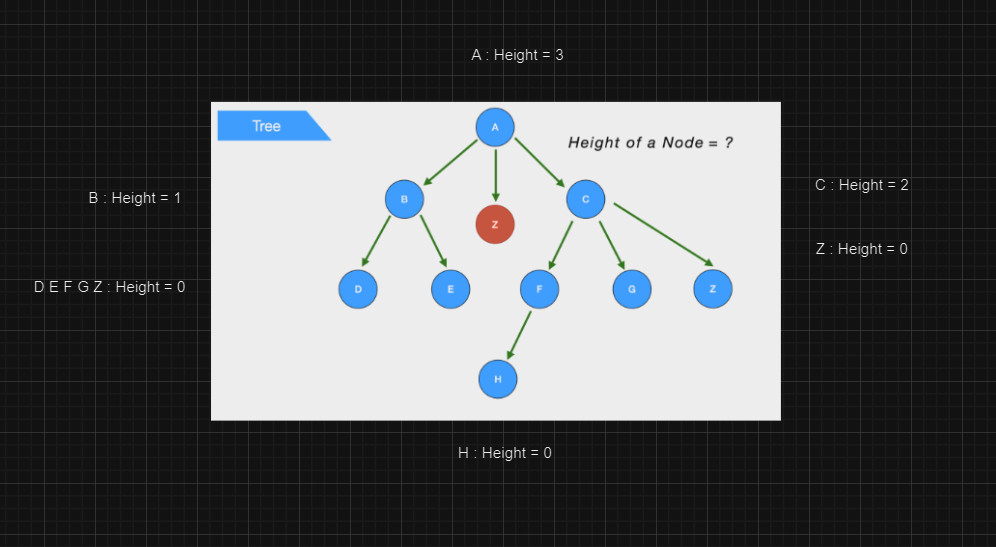 A : Height = 3
Tree
A
Height of a Node = ?
B : Height = 1
B
Z
C
C : Height = 2
Z : Height = 0
D E F G Z : Height = 0
D
E
F
G
Z
H
H : Height = 0